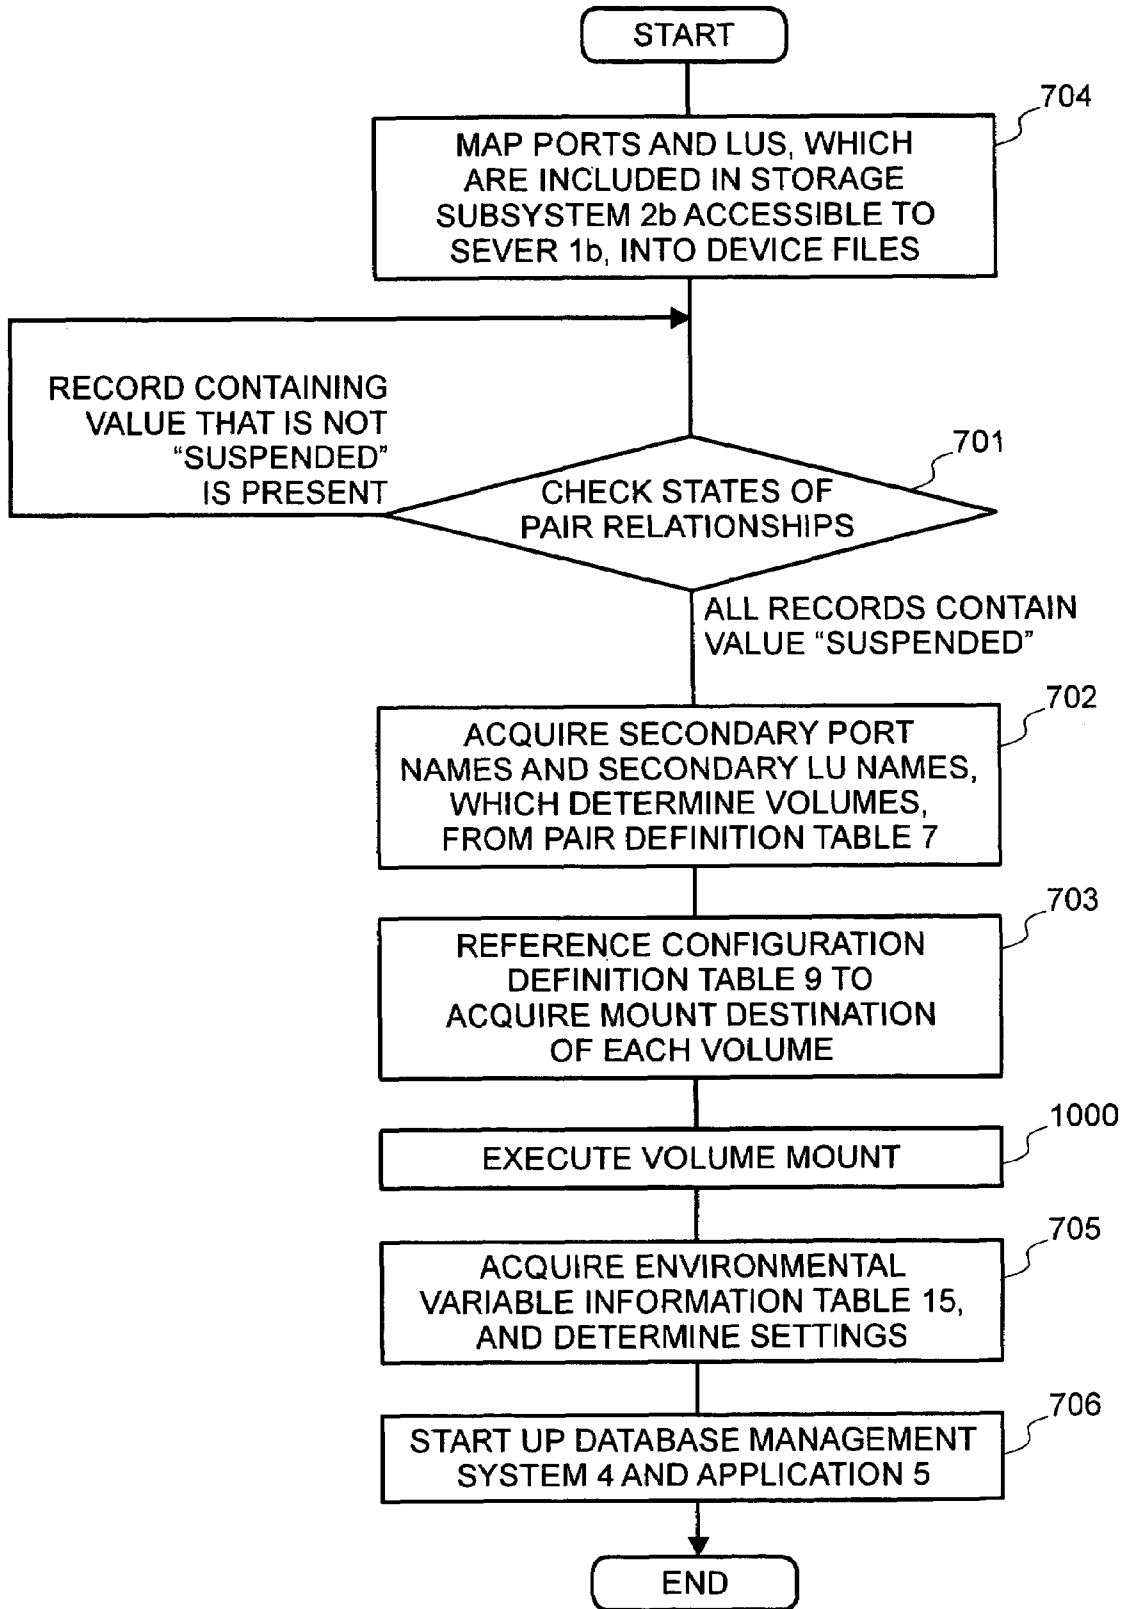 START
704
MAP PORTS AND LUS, WHICH
ARE INCLUDED IN STORAGE
SUBSYSTEM 2b ACCESSIBLE TO
SEVER 1b, INTO DEVICE FILES
RECORD CONTAINING
VALUE THAT IS NOT
“SUSPENDED”
IS PRESENT
701
CHECK STATES OF
PAIR RELATIONSHIPS
ALL RECORDS CONTAIN
VALUE “SUSPENDED”
702
ACQUIRE SECONDARY PORT
NAMES AND SECONDARY LU NAMES,
WHICH DETERMINE VOLUMES,
FROM PAIR DEFINITION TABLE 7
703
REFERENCE CONFIGURATION
DEFINITION TABLE 9 TO
ACQUIRE MOUNT DESTINATION
OF EACH VOLUME
1000
EXECUTE VOLUME MOUNT
705
ACQUIRE ENVIRONMENTAL
VARIABLE INFORMATION TABLE 15,
AND DETERMINE SETTINGS
706
START UP DATABASE MANAGEMENT
SYSTEM 4 AND APPLICATION 5
END